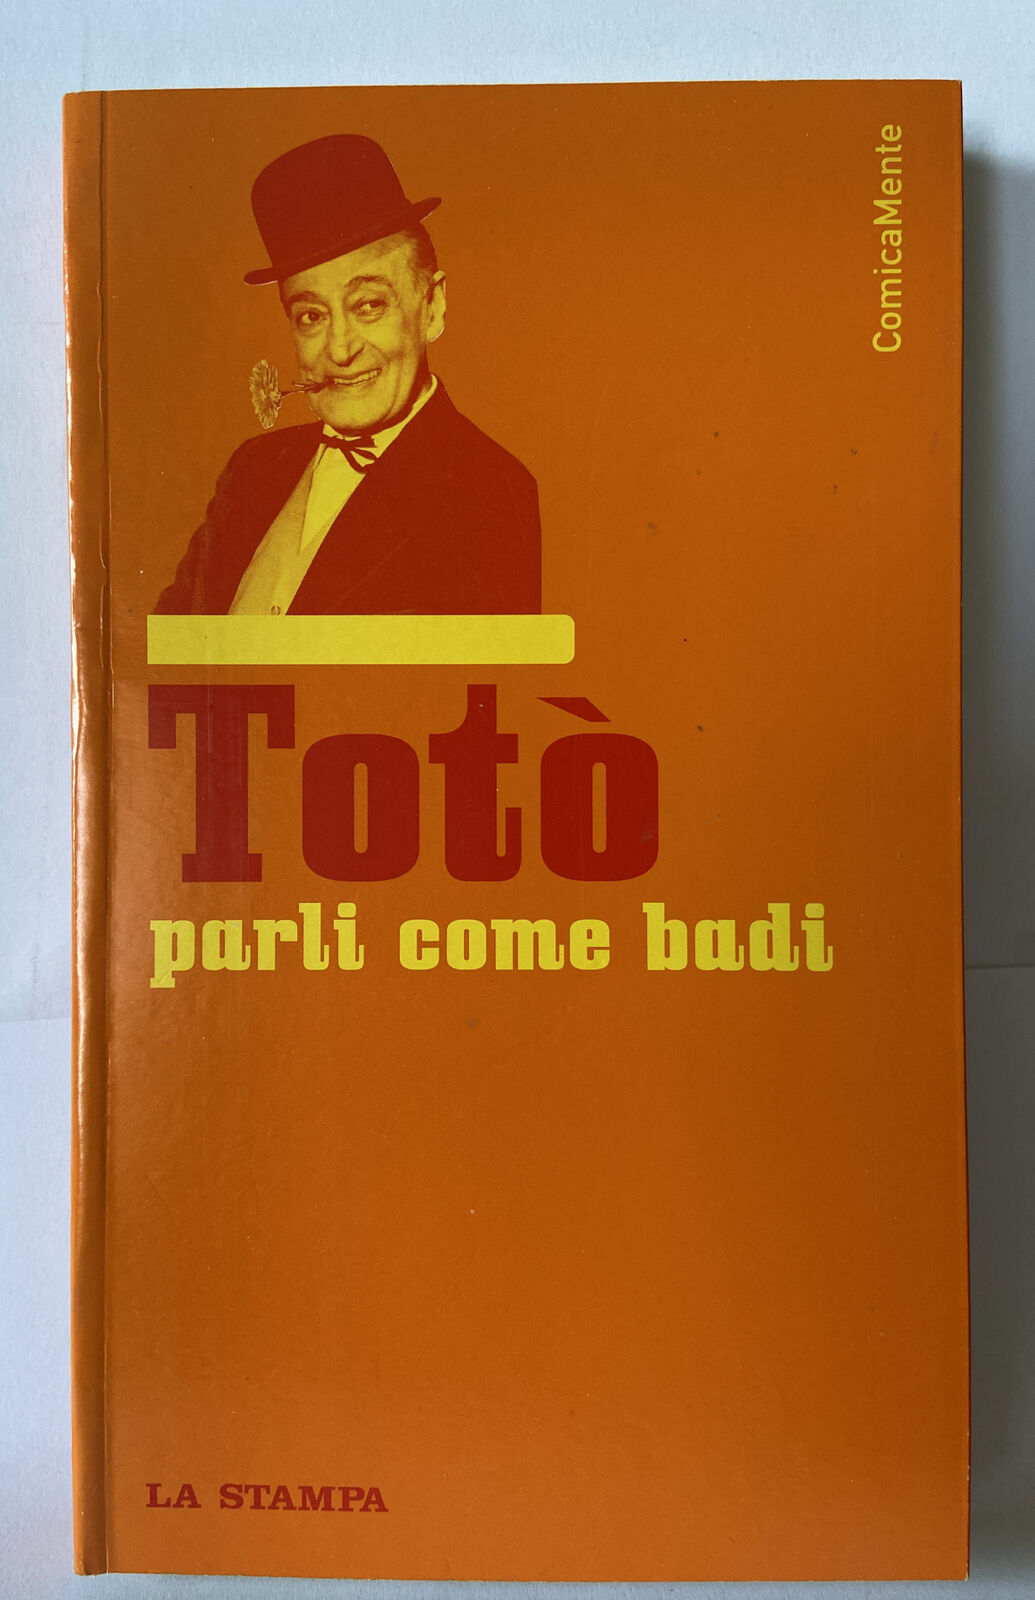 ComicaMente
Totò
parli come badi
LA STAMPA